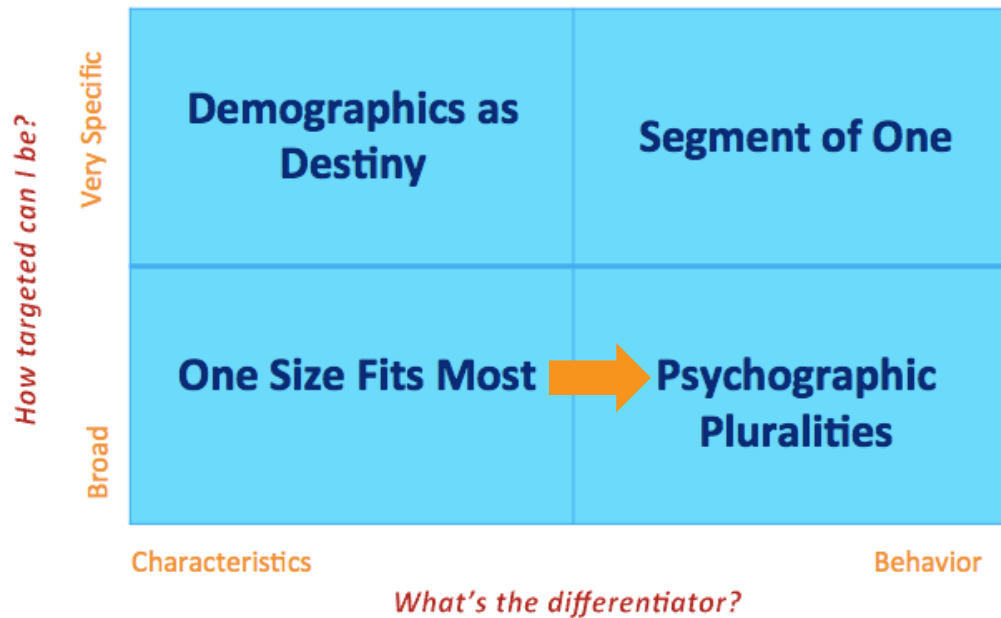 How targeted can I be?
Very Specific
Broad
Demographics as
Destiny
Segment of One
One Size Fits Most
Psychographic
Pluralities
Characteristics
Behavior
What's the differentiator?